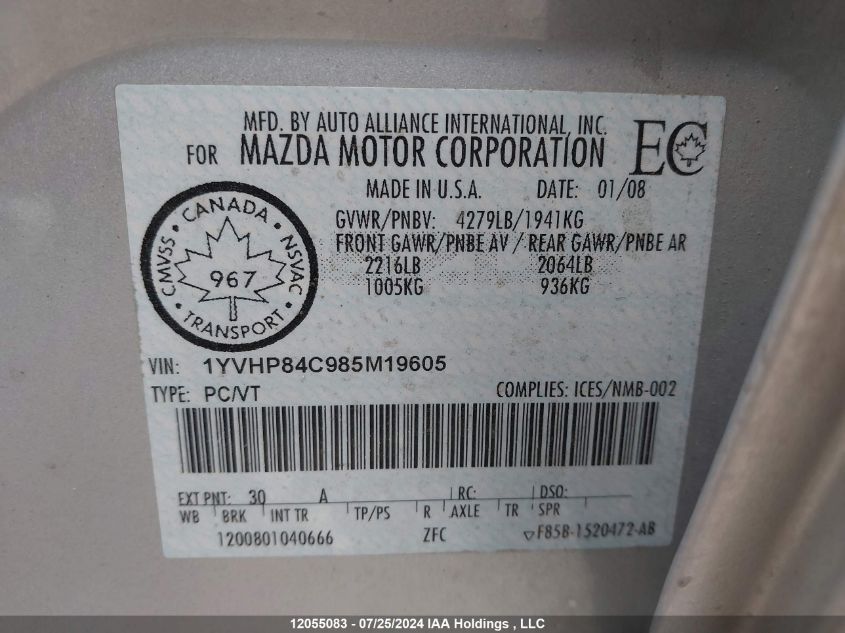 MFD. BY AUTO ALLIANCE INTERNATIONAL, INC.
FOR MAZDA MOTOR CORPORATION EC
MADE IN U.S.A. DATE: 01/08
GVWR/PNBV: 4279LB/1941KG
FRONT GAWR/PNBE AV / REAR GAWR/PNBE AR
2216LB 2064LB
1005KG 936KG
CANADA
CMVSS NSVAC
967
TRANSPORT
VIN: 1YVHP84C985M19605
TYPE: PC/VT COMPLIES: ICES/NMB-002
EXT PNT: 30 A RC: DSO:
WB BRK INT TR TP/PS R AXLE TR SPR
1200801040666 ZFC F85B-1520472-AB
12055083 - 07/25/2024 IAA Holdings , LLC